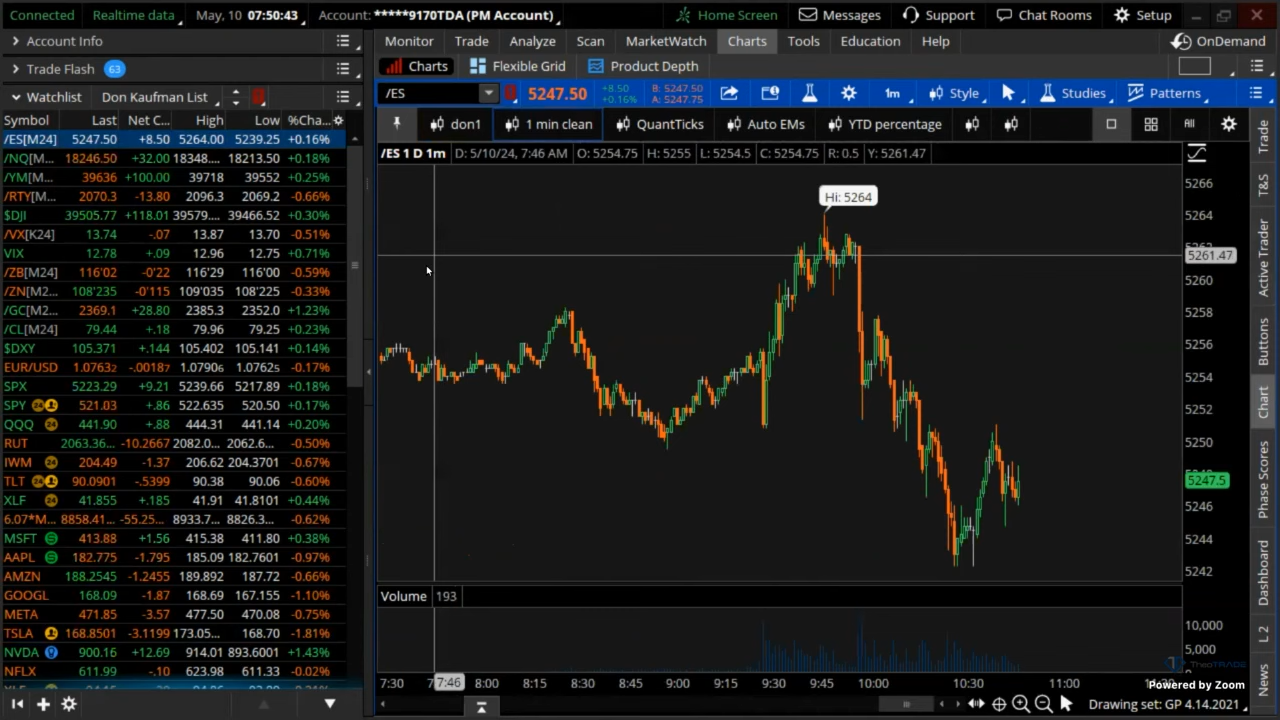 Connected Realtime data May, 10 07:50:43 Account: *****9170TDA (PM Account) Home Screen Messages Support Chat Rooms Setup
Account Info
Monitor Trade Analyze Scan MarketWatch Charts Tools Education Help OnDemand
Trade Flash 63
Charts Flexible Grid Product Depth
Watchlist Don Kaufman List
/ES 5247.50 +8.50 +0.16% B: 5247.50 A: 5247.75 1m Style Studies Patterns
don1 1 min clean QuantTicks Auto EMs YTD percentage
/ES 1 D 1m D: 5/10/24, 7:46 AM O: 5254.75 H: 5255 L: 5254.5 C: 5254.75 R: 0.5 Y: 5261.47
Symbol Last Net C... High Low %Cha...
/ES[M24] 5247.50 +8.50 5264.00 5239.25 +0.16%
/NQ[M... 18246.50 +32.00 18348.... 18213.50 +0.18%
/YM[M... 39636 +100.00 39718 39552 +0.25%
/RTY[M... 2070.3 -13.80 2096.3 2069.2 -0.66%
$DJI 39505.77 +118.01 39579.... 39466.52 +0.30%
/VX[K24] 13.74 -.07 13.87 13.70 -0.51%
VIX 12.78 +.09 12.96 12.75 +0.71%
/ZB[M24] 116'02 -0'22 116'29 116'00 -0.59%
/ZN[M2... 108'235 -0'115 109'035 108'225 -0.33%
/GC[M2... 2369.1 +28.80 2385.3 2352.0 +1.23%
/CL[M24] 79.44 +.18 79.96 79.25 +0.23%
$DXY 105.371 +.144 105.402 105.141 +0.14%
EUR/USD 1.07632 -.00187 1.07906 1.07625 -0.17%
SPX 5223.29 +9.21 5239.66 5217.89 +0.18%
SPY 24 521.03 +.86 522.635 520.50 +0.17%
QQQ 24 441.90 +.88 444.31 441.14 +0.20%
RUT 2063.36... -10.2667 2082.0... 2062.6... -0.50%
IWM 24 204.49 -1.37 206.62 204.3701 -0.67%
TLT 24 90.0901 -.5399 90.38 90.06 -0.60%
XLF 24 41.855 +.185 41.91 41.8101 +0.44%
6.07*M... 8858.41... -55.25... 8933.7... 8826.3... -0.62%
MSFT S 413.88 +1.56 415.38 411.80 +0.38%
AAPL S 182.775 -1.795 185.09 182.7601 -0.97%
AMZN 188.2545 -1.2455 189.892 187.72 -0.66%
GOOGL 168.09 -1.87 168.69 167.155 -1.10%
META 471.85 -3.57 477.50 470.08 -0.75%
TSLA 168.8501 -3.1199 173.05... 168.70 -1.81%
NVDA 900.16 +12.69 914.01 893.6001 +1.43%
NFLX 611.99 -.10 623.98 611.33 -0.02%
Hi: 5264
5266
5264
5261.47
5260
5258
5256
5254
5252
5250
5247.5
5246
5244
5242
Volume 193
10,000
5,000
TheoTRADE
7:30 7:46 8:00 8:15 8:30 8:45 9:00 9:15 9:30 9:45 10:00 10:30 11:00
Powered by Zoom
Drawing set: GP 4.14.2021
Trade
T&S
Active Trader
Buttons
Chart
Phase Scores
Dashboard
L 2
News